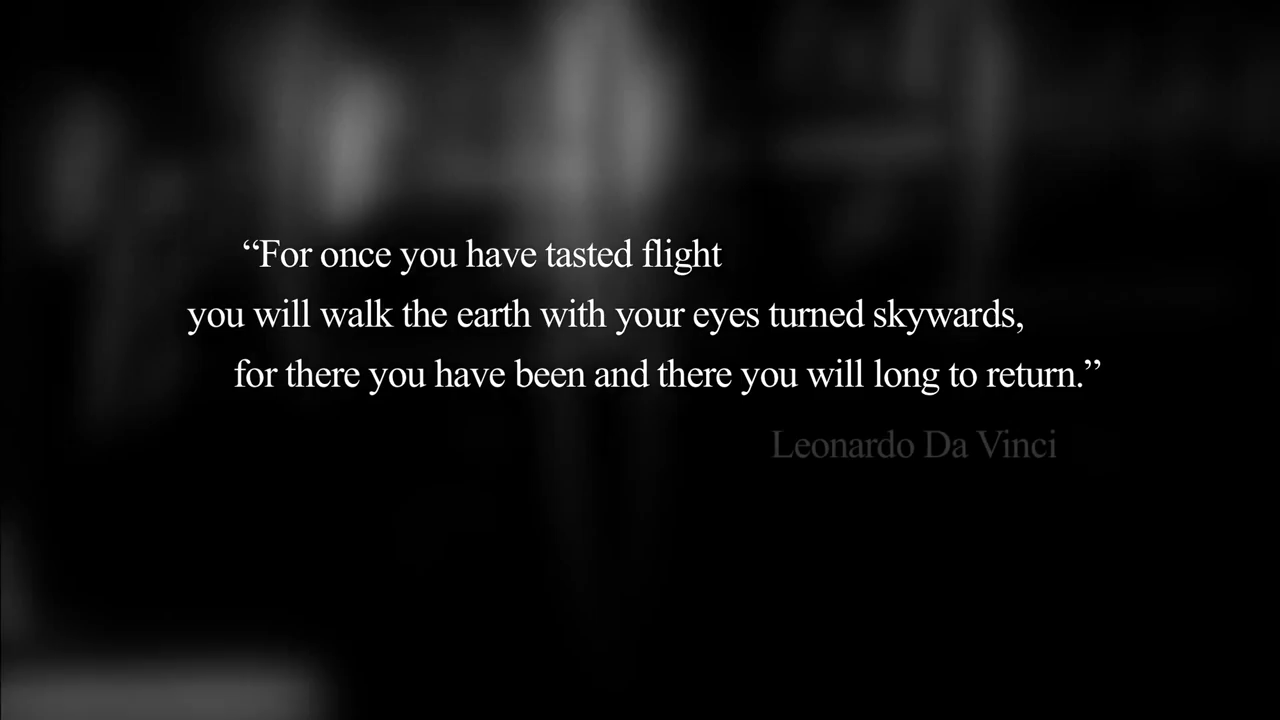 “For once you have tasted flight
you will walk the earth with your eyes turned skywards,
for there you have been and there you will long to return.”
Leonardo Da Vinci